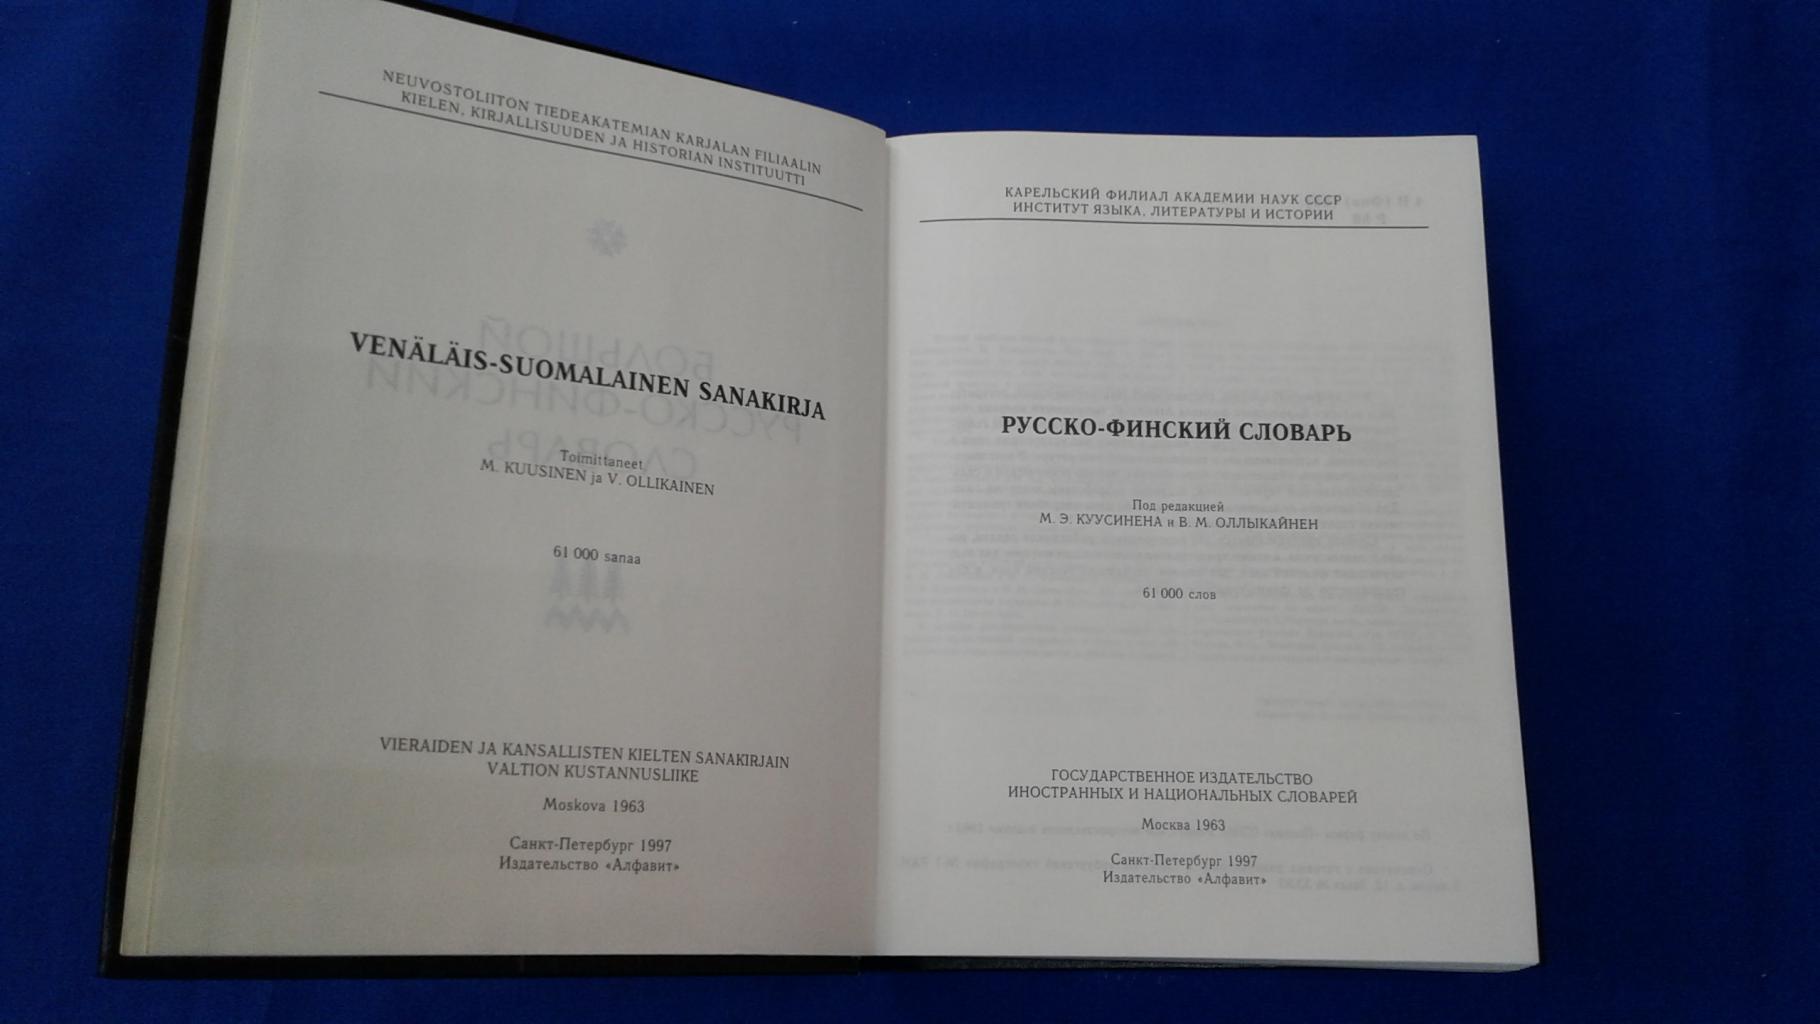 NEUVOSTOLIITON TIEDEAKATEMIAN KARJALAN FILIAALIN
KIELEN, KIRJALLISUUDEN JA HISTORIAN INSTITUUTTI
VENÄLÄIS-SUOMALAINEN SANAKIRJA
Toimittaneet
M. KUUSINEN ja V. OLLIKAINEN
61 000 sanaa
VIERAIDEN JA KANSALLISTEN KIELTEN SANAKIRJAIN
VALTION KUSTANNUSLIIKE
Moskova 1963
Санкт-Петербург 1997
Издательство «Алфавит»
КАРЕЛЬСКИЙ ФИЛИАЛ АКАДЕМИИ НАУК СССР
ИНСТИТУТ ЯЗЫКА, ЛИТЕРАТУРЫ И ИСТОРИИ
РУССКО-ФИНСКИЙ СЛОВАРЬ
Под редакцией
М. Э. КУУСИНЕНА и В. М. ОЛЛЫКАЙНЕН
61 000 слов
ГОСУДАРСТВЕННОЕ ИЗДАТЕЛЬСТВО
ИНОСТРАННЫХ И НАЦИОНАЛЬНЫХ СЛОВАРЕЙ
Москва 1963
Санкт-Петербург 1997
Издательство «Алфавит»